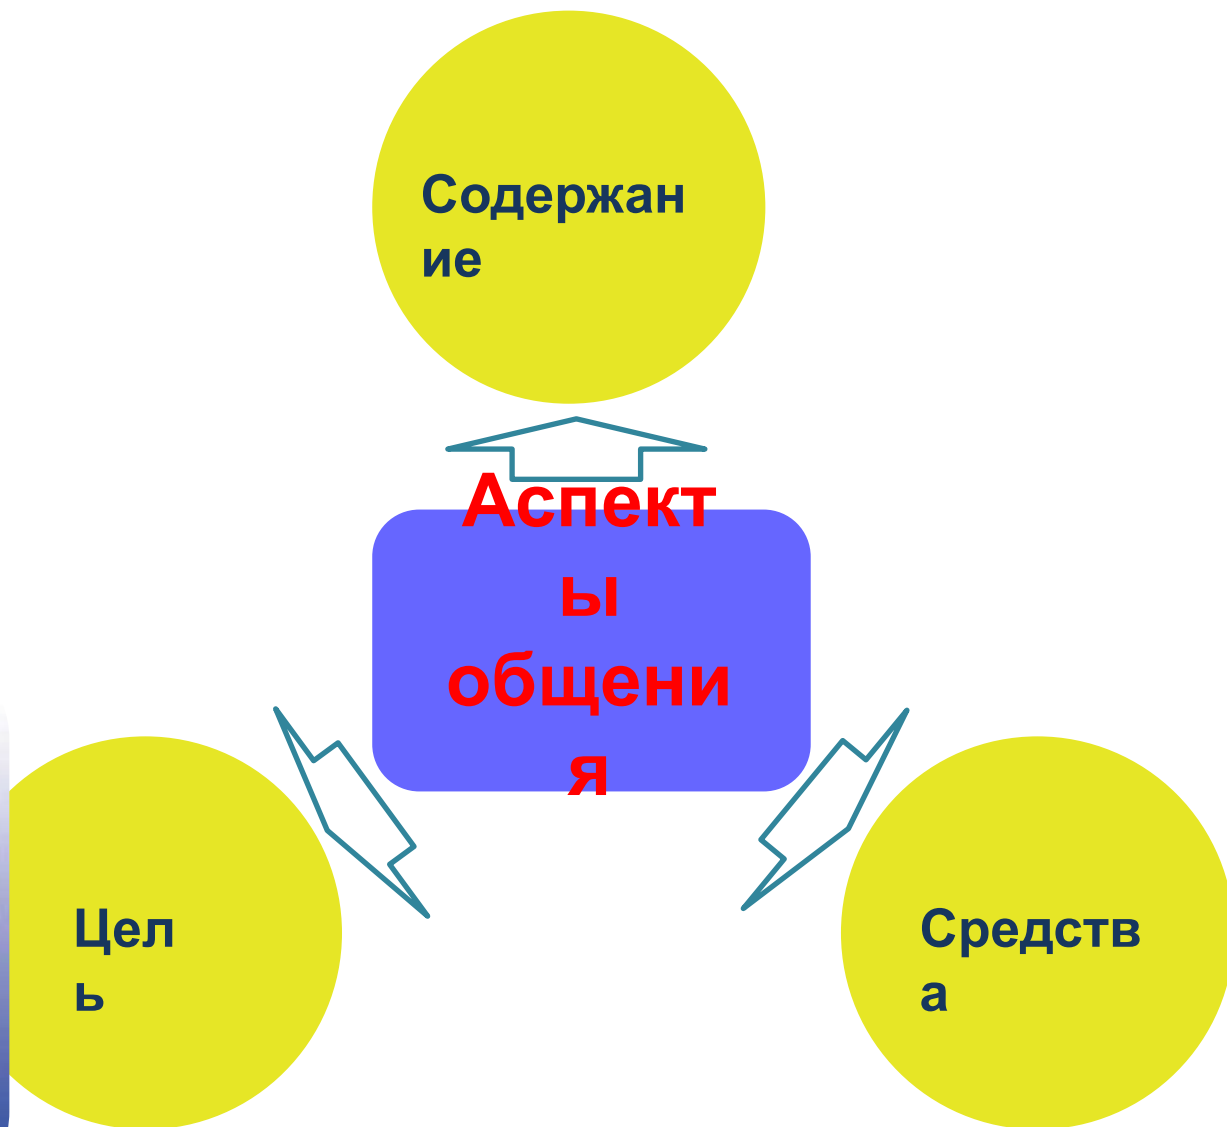 Содержан
ие
Аспект
ы
общени
я
Цел
ь
Средств
а